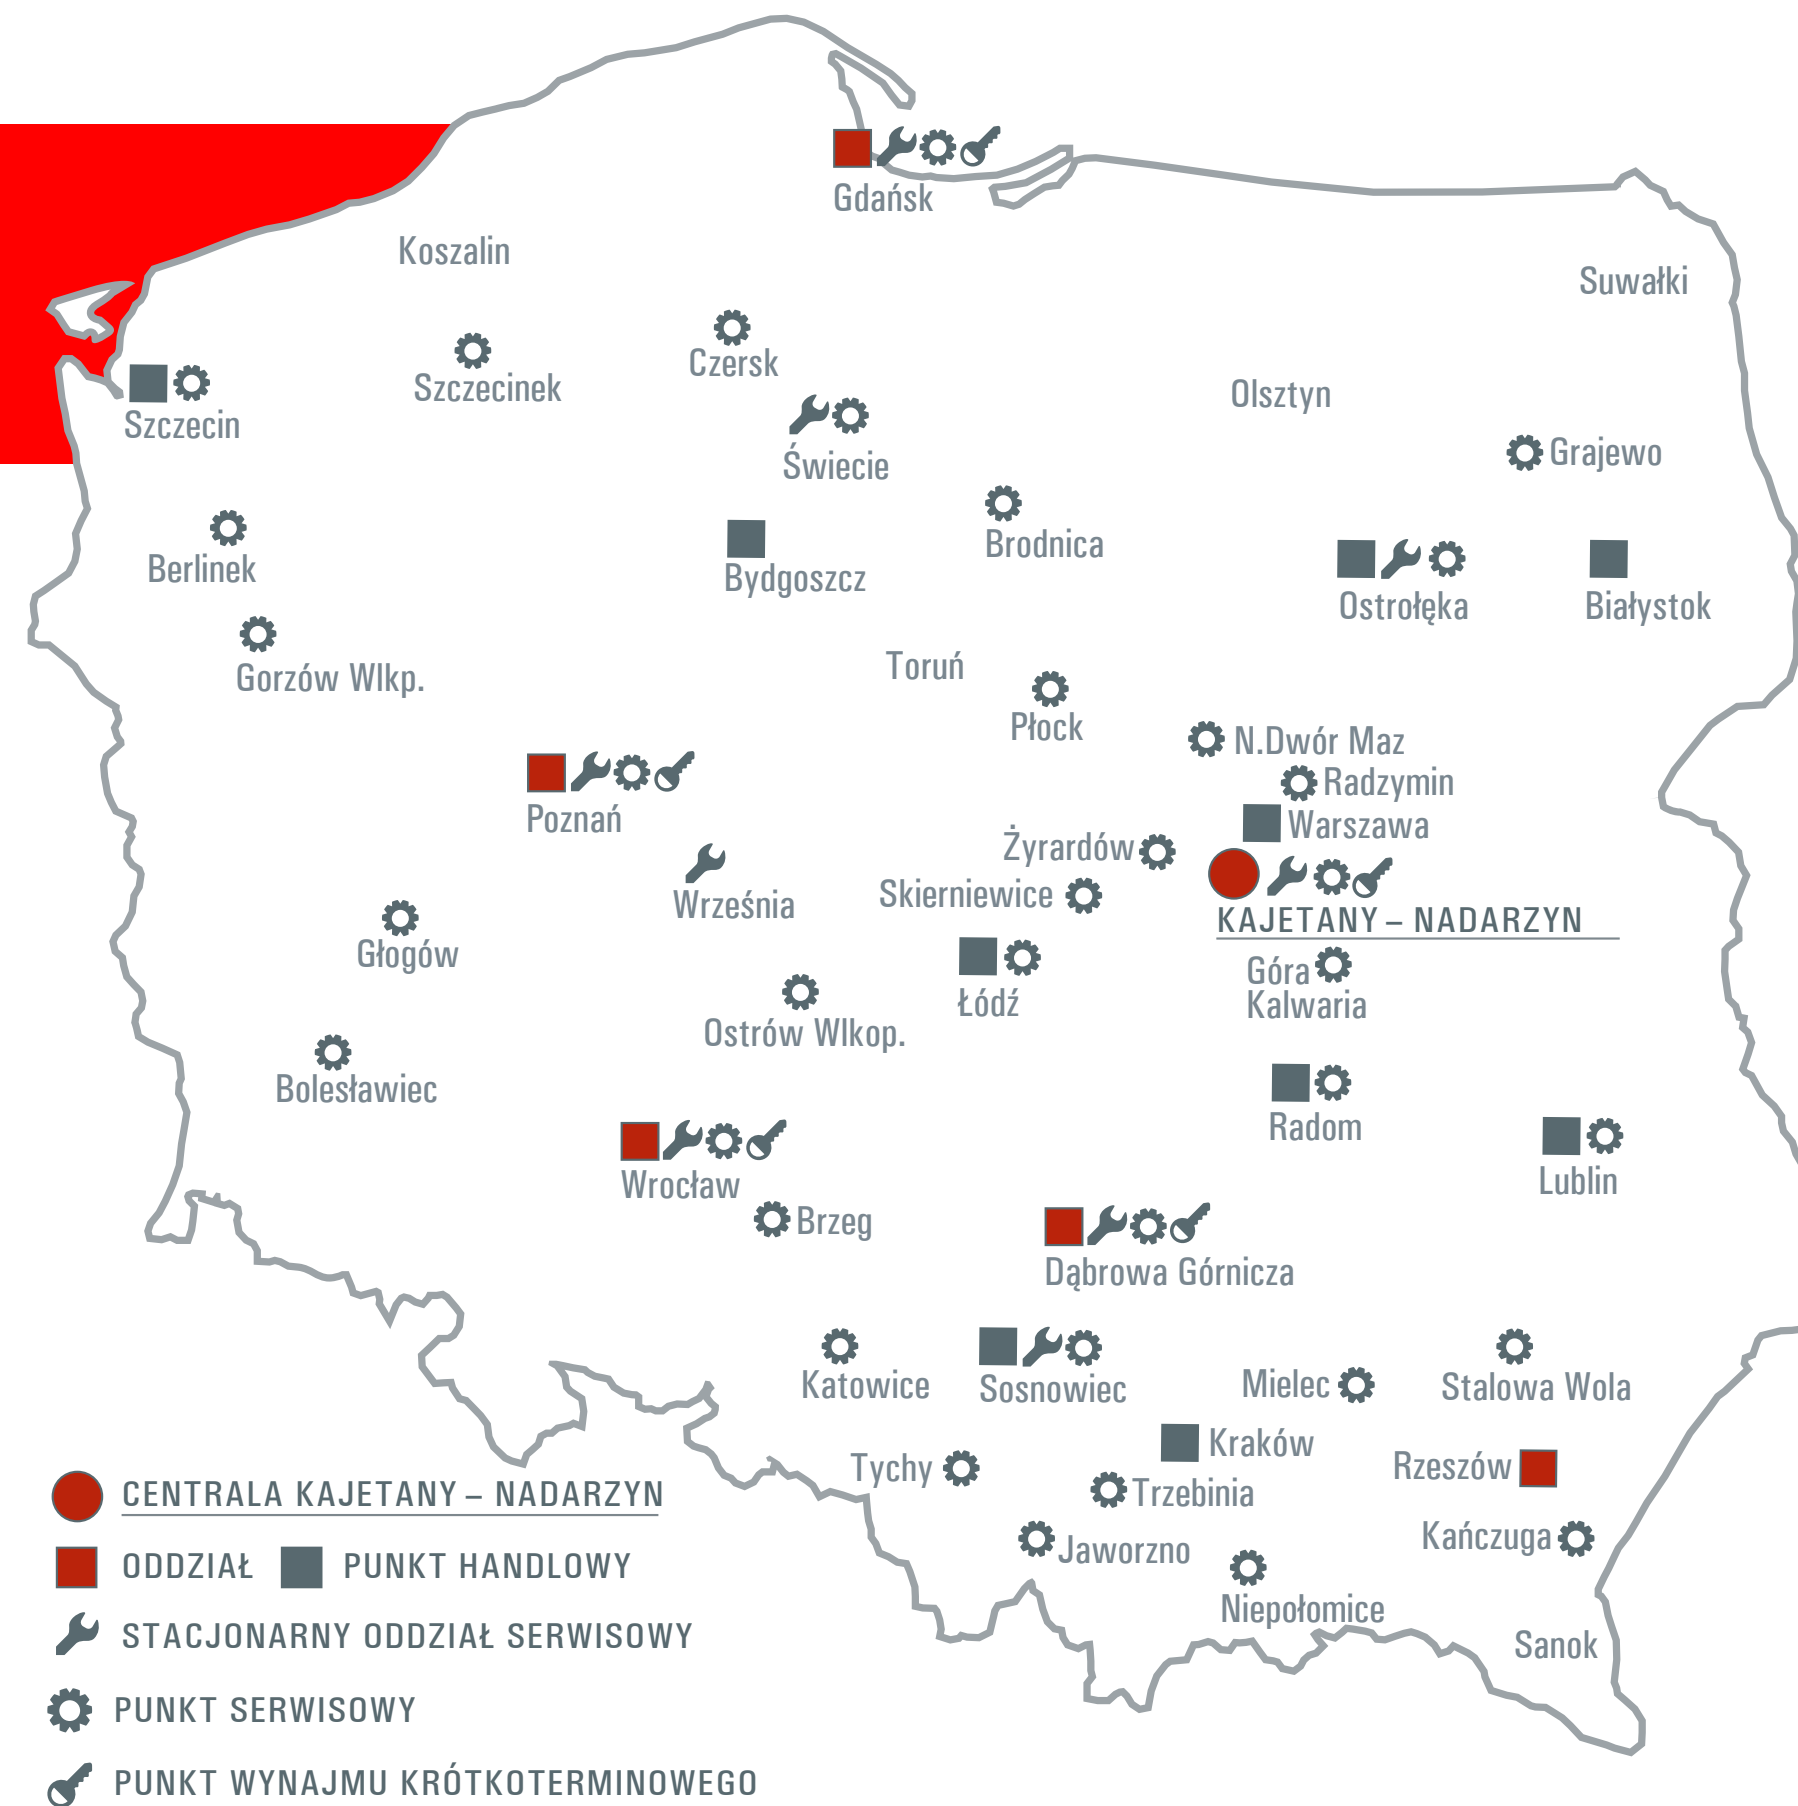 Gdańsk
Koszalin
Suwałki
Czersk
Szczecinek
Olsztyn
Szczecin
Świecie
Grajewo
Brodnica
Berlinek
Bydgoszcz
Ostrołęka
Białystok
Toruń
Gorzów Wlkp.
Płock
N.Dwór Maz
Radzymin
Poznań
Warszawa
Żyrardów
Skierniewice
Września
KAJETANY – NADARZYN
Głogów
Góra
Kalwaria
Łódź
Ostrów Wlkop.
Bolesławiec
Radom
Lublin
Wrocław
Brzeg
Dąbrowa Górnicza
Katowice
Sosnowiec
Mielec
Stalowa Wola
Kraków
Tychy
Rzeszów
Trzebinia
Kańczuga
Jaworzno
Niepołomice
Sanok
CENTRALA KAJETANY – NADARZYN
ODDZIAŁ PUNKT HANDLOWY
STACJONARNY ODDZIAŁ SERWISOWY
PUNKT SERWISOWY
PUNKT WYNAJMU KRÓTKOTERMINOWEGO